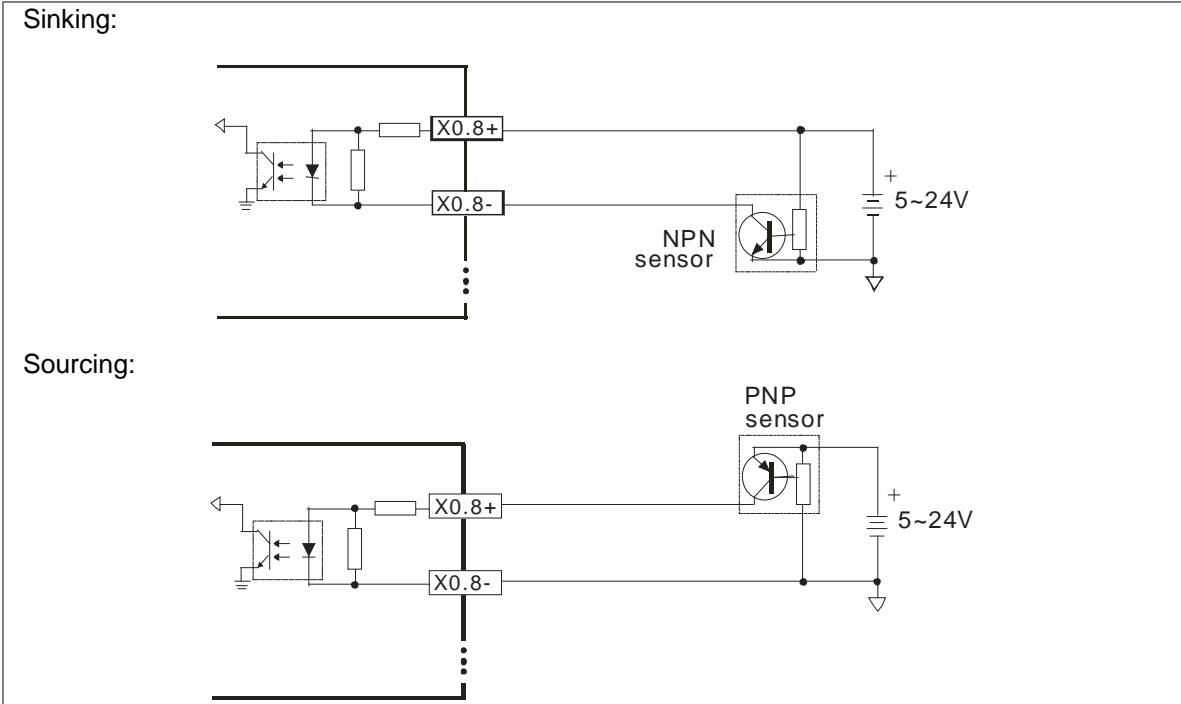 Sinking:
X0.8+
+
5~24V
X0.8-
NPN
sensor
Sourcing:
PNP
sensor
X0.8+
+
5~24V
X0.8-